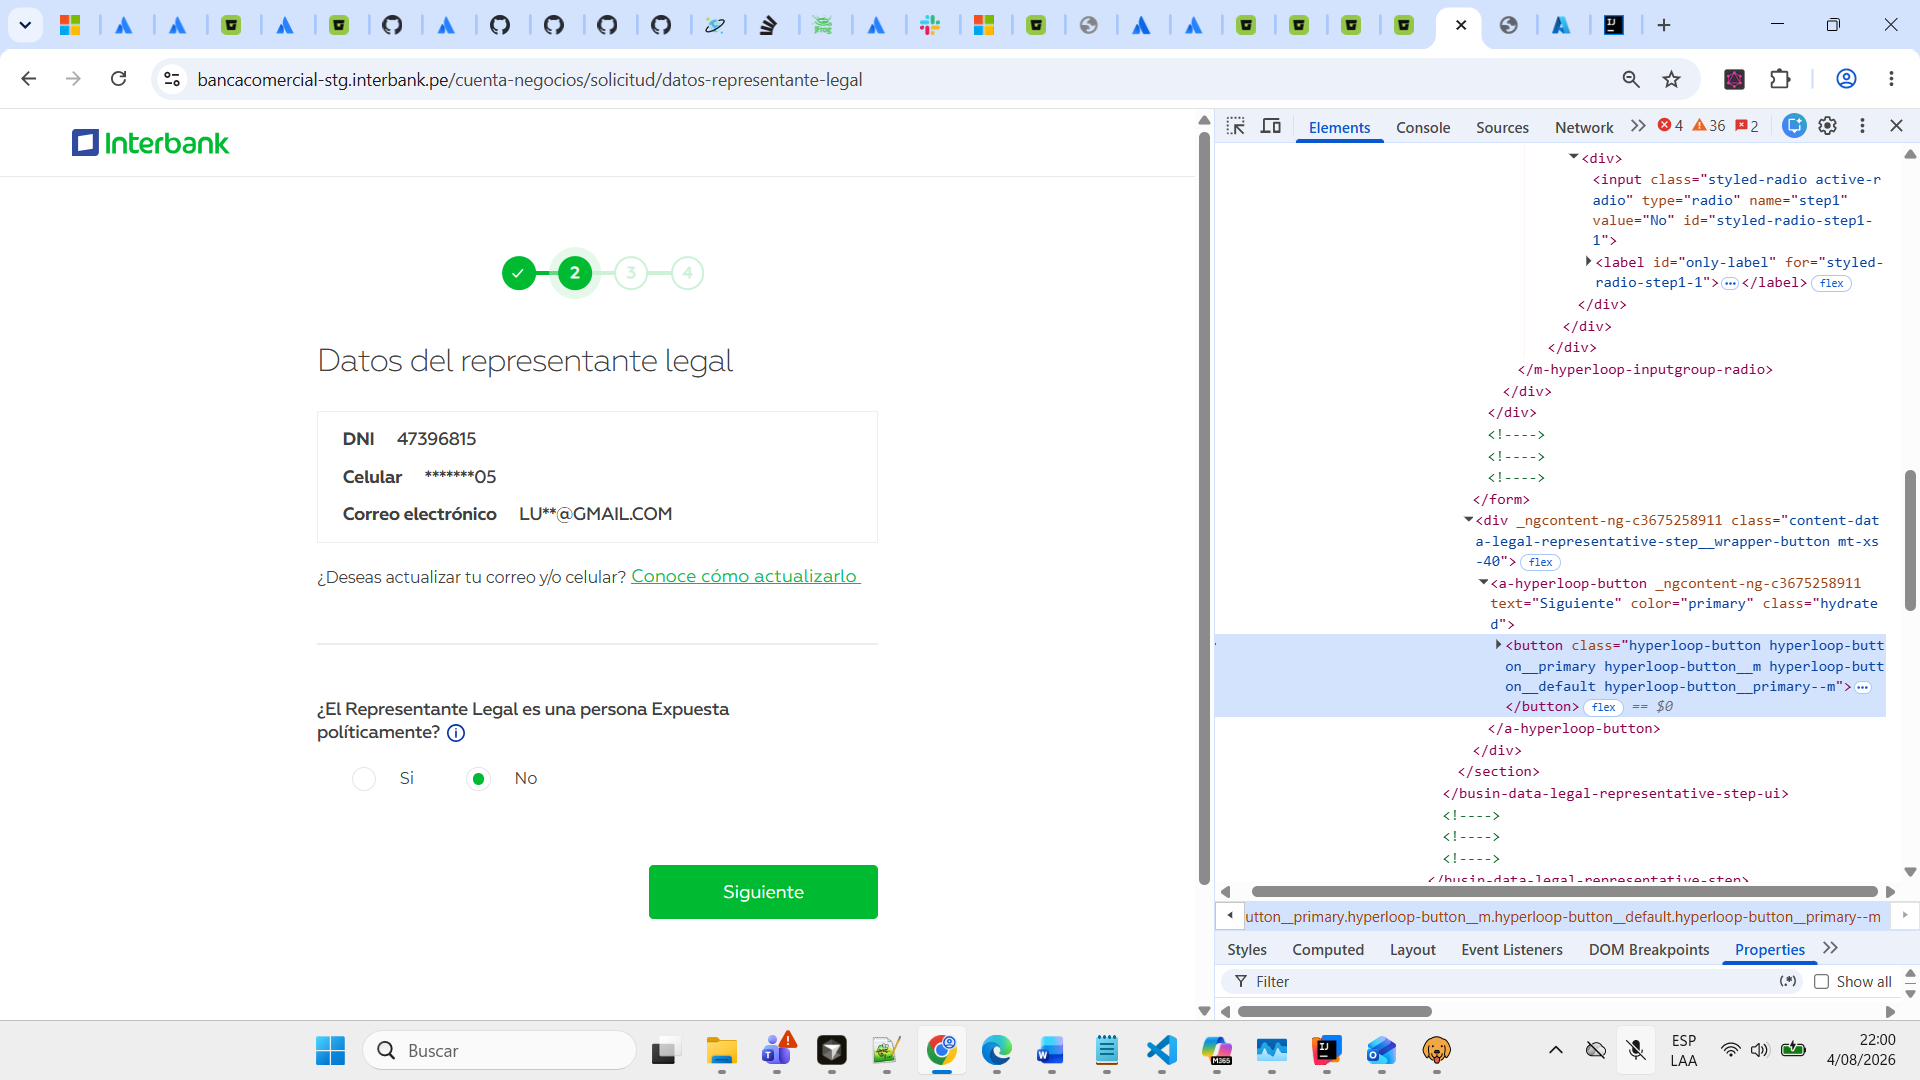 bancacomercial-stg.interbank.pe/cuenta-negocios/solicitud/datos-representante-legal
Interbank
2
3
4
Datos del representante legal
DNI 47396815
Celular *******05
Correo electrónico LU**@GMAIL.COM
¿Deseas actualizar tu correo y/o celular? Conoce cómo actualizarlo
¿El Representante Legal es una persona Expuesta
políticamente?
Si
No
Siguiente
Elements
Console
Sources
Network
4
36
2
<div>
<input class="styled-radio active-r
adio" type="radio" name="step1"
value="No" id="styled-radio-step1-
1">
<label id="only-label" for="styled-
radio-step1-1"> </label> flex
</div>
</div>
</div>
</m-hyperloop-inputgroup-radio>
</div>
</div>
<!---->
<!---->
<!---->
</form>
<div _ngcontent-ng-c3675258911 class="content-dat
a-legal-representative-step__wrapper-button mt-xs
-40"> flex
<a-hyperloop-button _ngcontent-ng-c3675258911
text="Siguiente" color="primary" class="hydrate
d">
<button class="hyperloop-button hyperloop-butt
on__primary hyperloop-button__m hyperloop-butt
on__default hyperloop-button__primary--m">
</button> flex == $0
</a-hyperloop-button>
</div>
</section>
</busin-data-legal-representative-step-ui>
<!---->
<!---->
<!---->
</busin-data-legal-representative-step>
utton__primary.hyperloop-button__m.hyperloop-button__default.hyperloop-button__primary--m
Styles
Computed
Layout
Event Listeners
DOM Breakpoints
Properties
Filter
(.*)
Show all
Buscar
ESP
LAA
22:00
4/08/2026